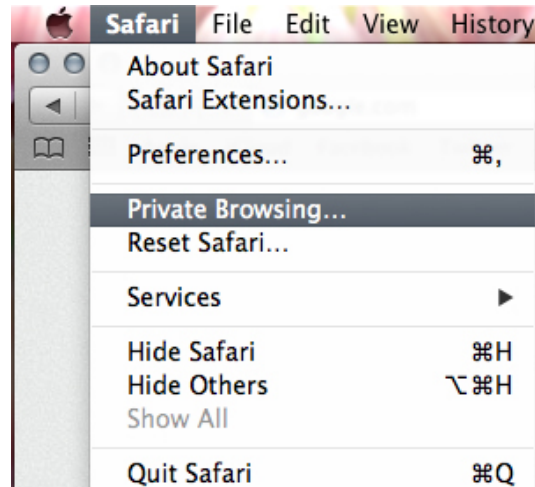 Safari File Edit View History
About Safari
Safari Extensions...
Preferences... ⌘,
Private Browsing...
Reset Safari...
Services ▶
Hide Safari ⌘H
Hide Others ⌥⌘H
Show All
Quit Safari ⌘Q